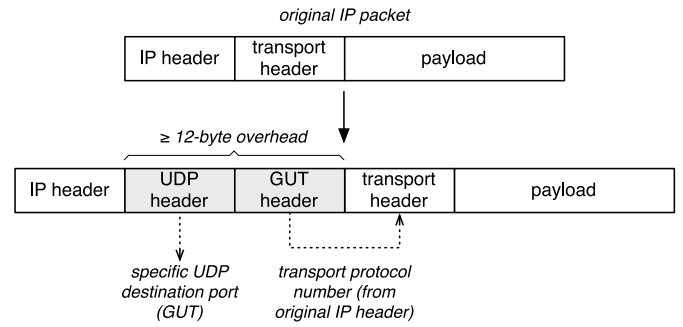 original IP packet
IP header
transport
header
payload
≥ 12-byte overhead
IP header
UDP
header
GUT
header
transport
header
payload
specific UDP
destination port
(GUT)
transport protocol
number (from
original IP header)